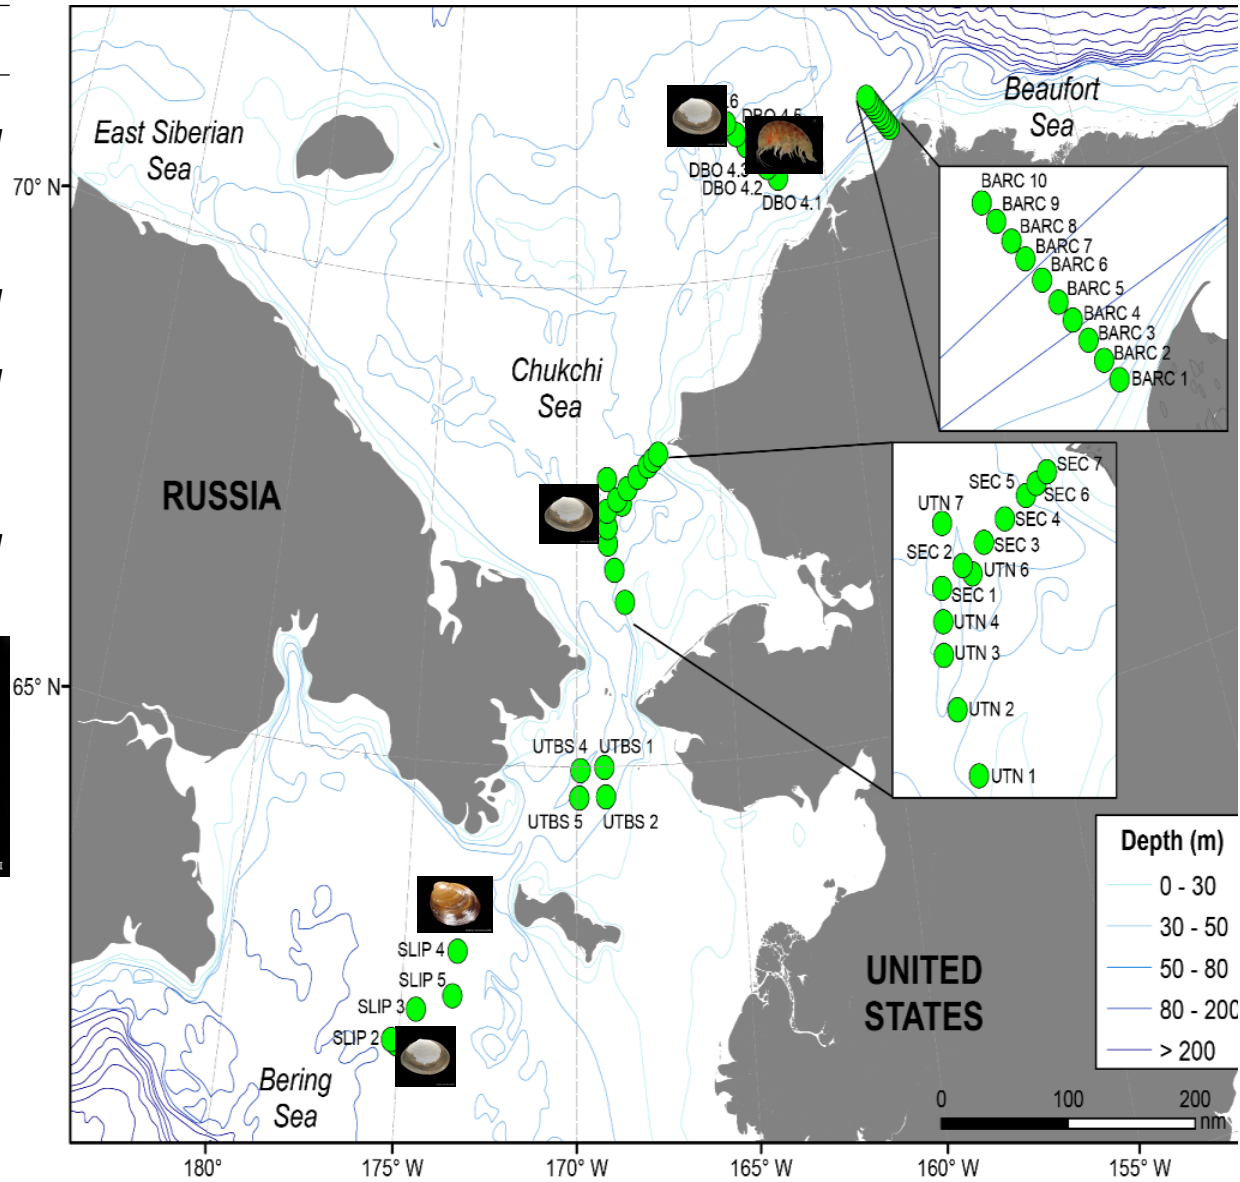 East Siberian
Sea
Beaufort
Sea
70° N
DBO 4.3
DBO 4.2
DBO 4.1
BARC 10
BARC 9
BARC 8
BARC 7
BARC 6
BARC 5
BARC 4
BARC 3
BARC 2
BARC 1
Chukchi
Sea
RUSSIA
SEC 7
SEC 5
SEC 6
UTN 7
SEC 4
SEC 3
SEC 2
UTN 6
SEC 1
UTN 4
UTN 3
UTN 2
UTN 1
65° N
UTBS 4
UTBS 1
UTBS 5
UTBS 2
SLIP 4
SLIP 5
SLIP 3
SLIP 2
Bering
Sea
UNITED
STATES
Depth (m)
0 - 30
30 - 50
50 - 80
80 - 200
> 200
0 100 200
nm
180° 175° W 170° W 165° W 160° W 155° W